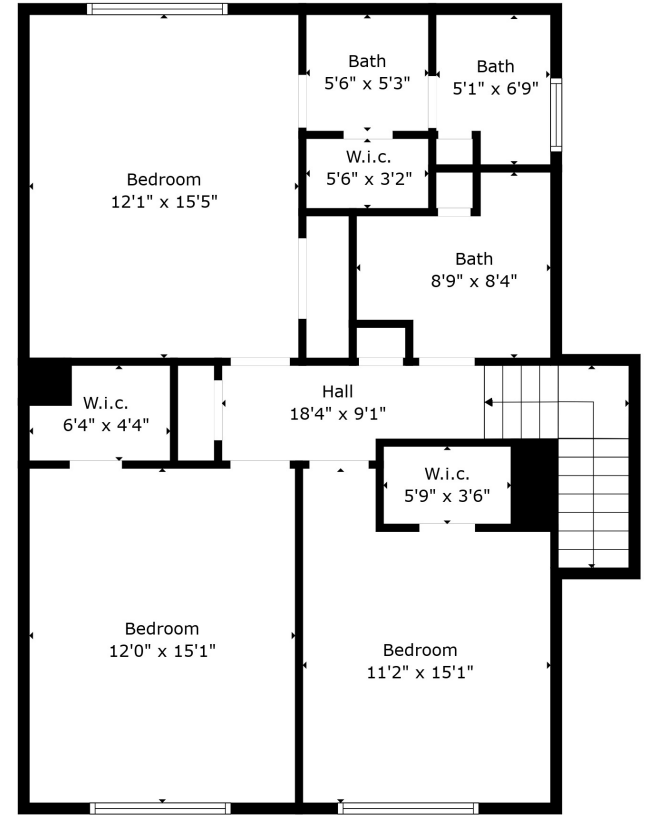 Bath
5'6" x 5'3"
Bath
5'1" x 6'9"
W.i.c.
5'6" x 3'2"
Bedroom
12'1" x 15'5"
Bath
8'9" x 8'4"
W.i.c.
6'4" x 4'4"
Hall
18'4" x 9'1"
W.i.c.
5'9" x 3'6"
Bedroom
12'0" x 15'1"
Bedroom
11'2" x 15'1"